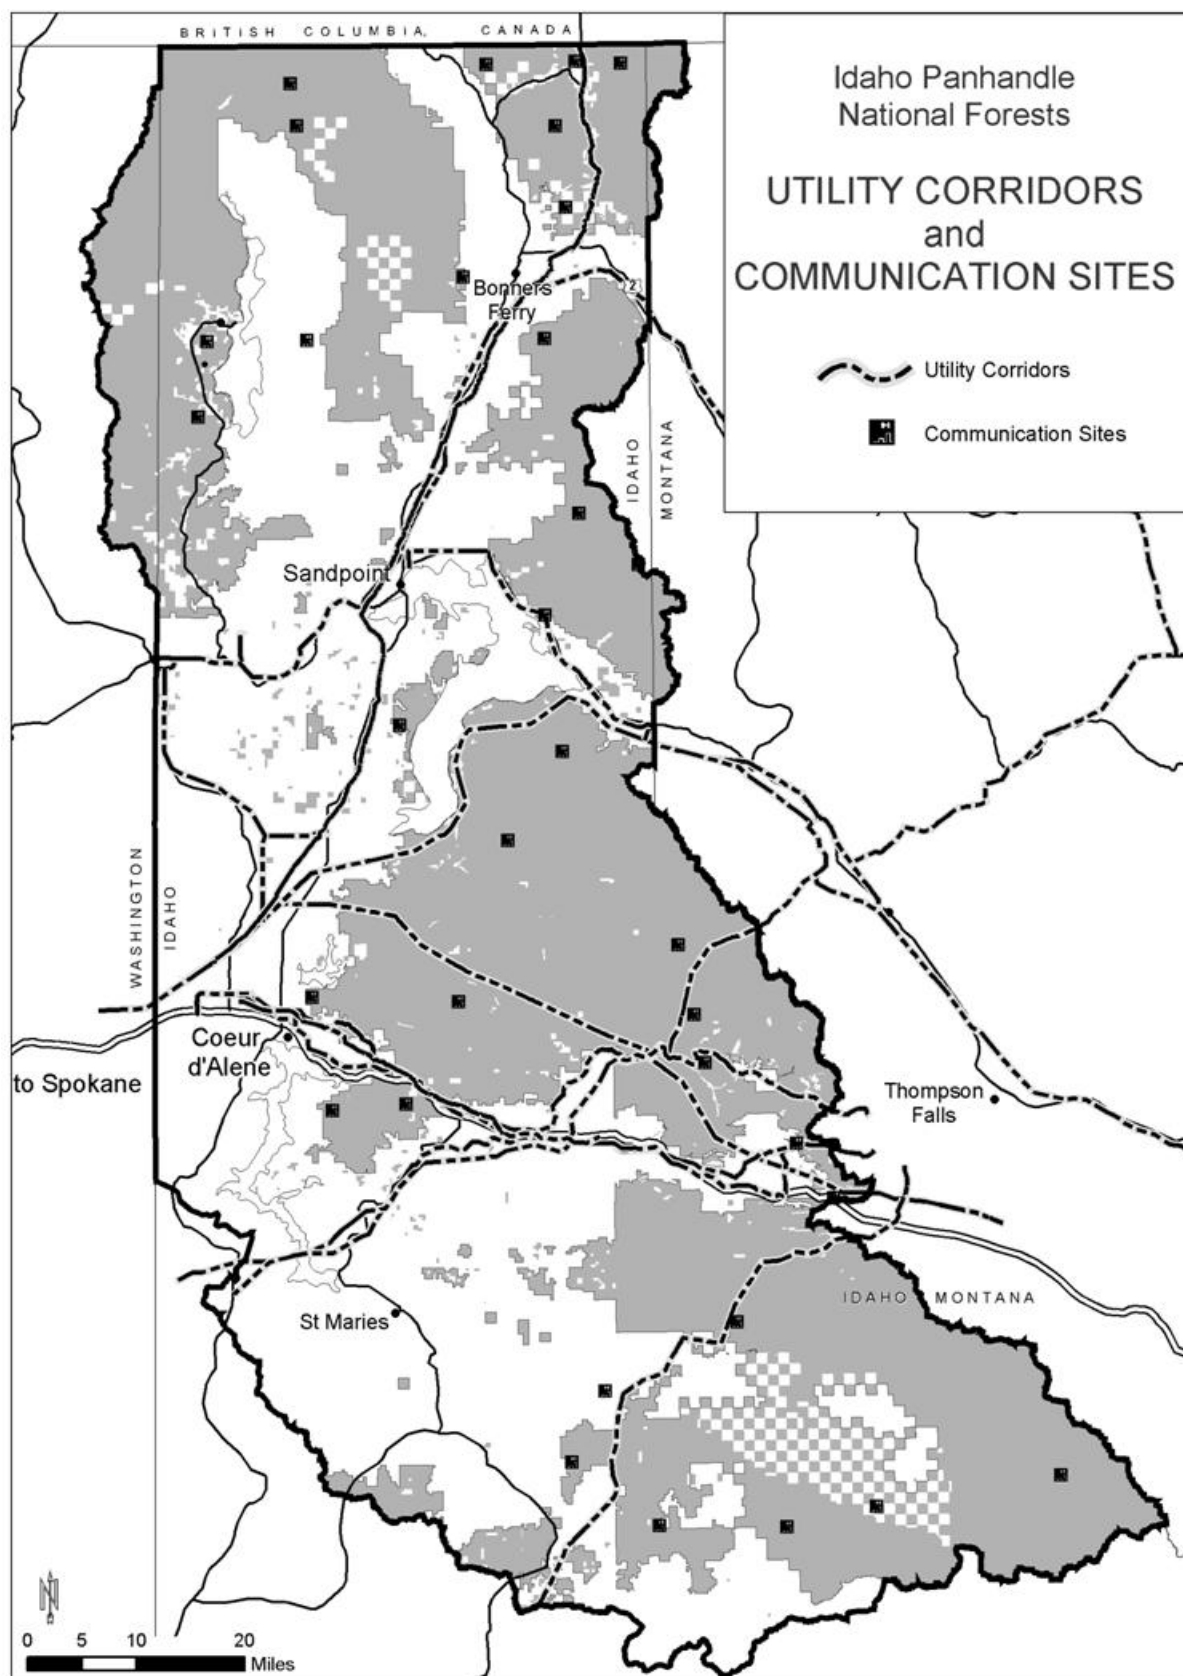 BRITISH COLUMBIA, CANADA
Idaho Panhandle
National Forests
UTILITY CORRIDORS
and
COMMUNICATION SITES
Utility Corridors
Communication Sites
Bonners
Ferry
2
IDAHO
MONTANA
Sandpoint
WASHINGTON
IDAHO
Coeur
d'Alene
to Spokane
Thompson
Falls
IDAHO MONTANA
St Maries
N
0 5 10 20
Miles